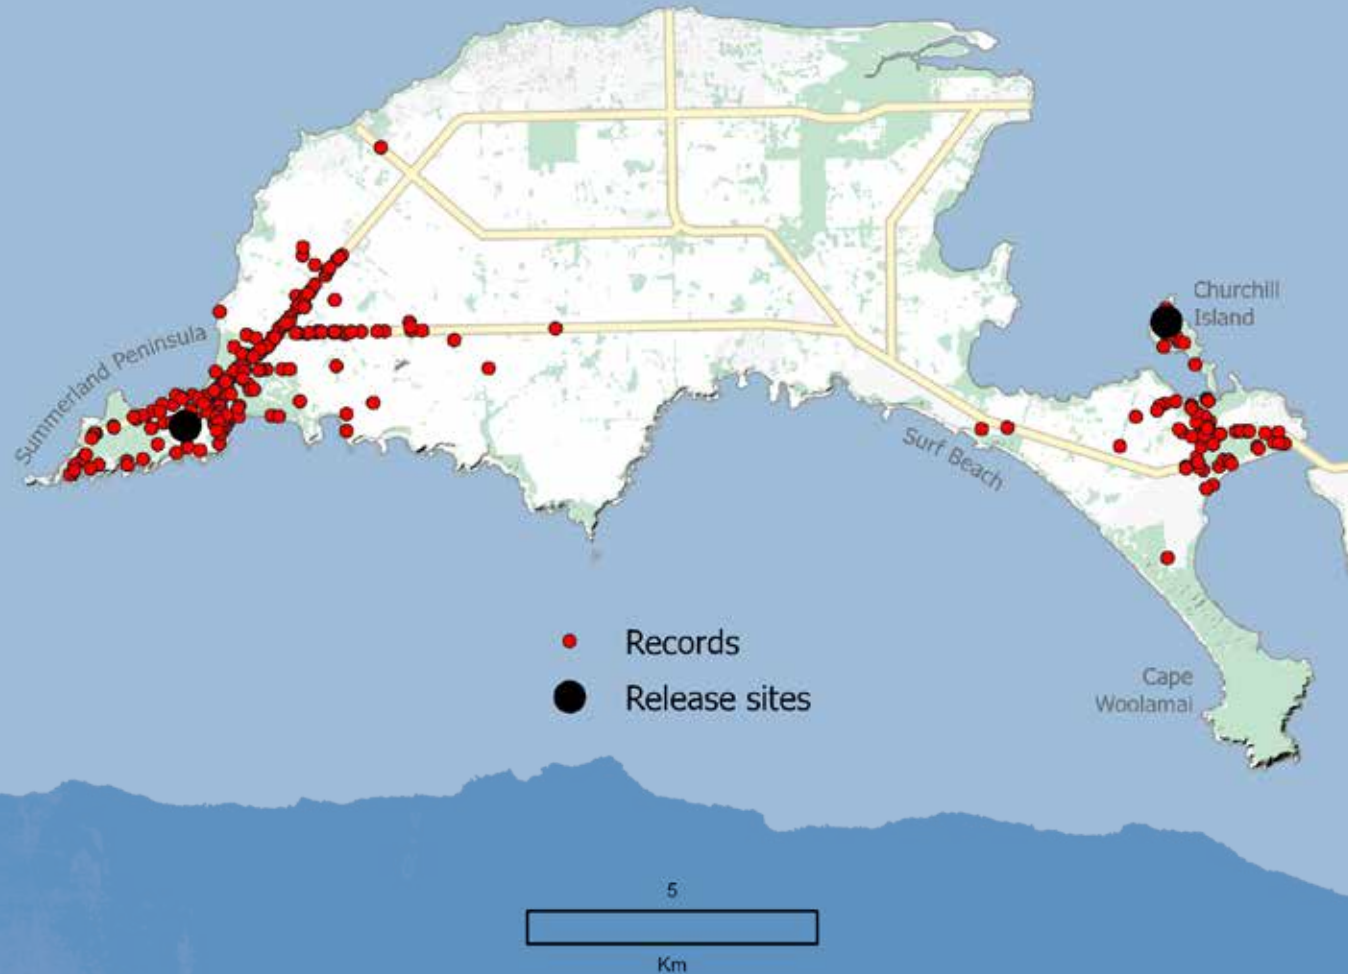 Churchill
Island
Summerland Peninsula
Surf Beach
Records
Release sites
Cape
Woolamai
5
Km